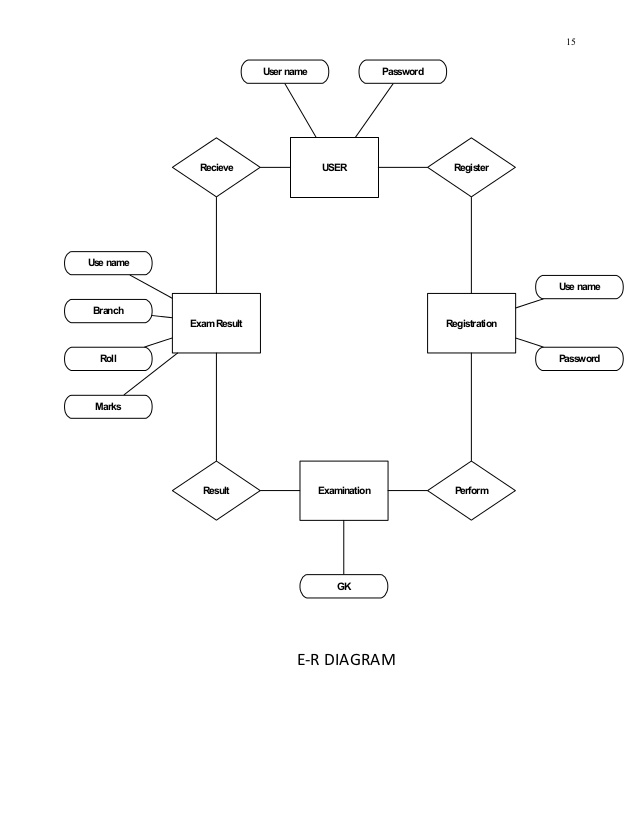 15
User name
Password
Recieve
USER
Register
Use name
Branch
Exam Result
Roll
Marks
Registration
Use name
Password
Result
Examination
Perform
GK
E-R DIAGRAM